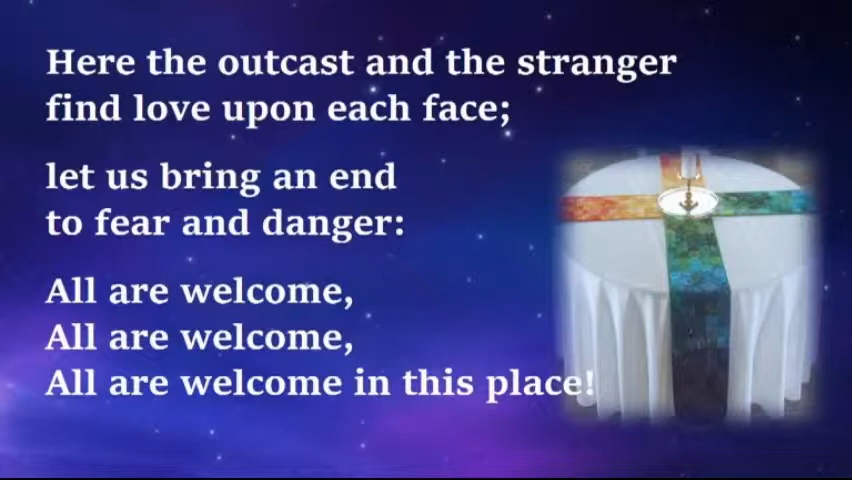 Here the outcast and the stranger
find love upon each face;
let us bring an end
to fear and danger:
All are welcome,
All are welcome,
All are welcome in this place!